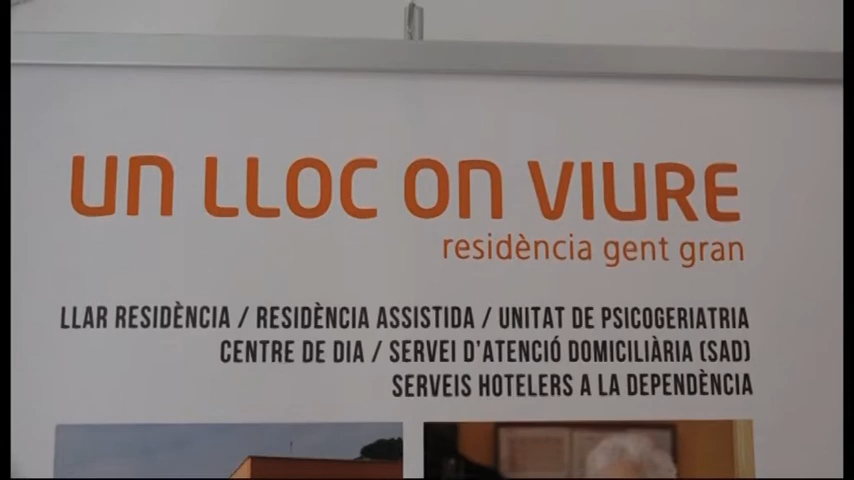 UN LLOC ON VIURE
residència gent gran
LLAR RESIDÈNCIA / RESIDÈNCIA ASSISTIDA / UNITAT DE PSICOGERIATRIA
CENTRE DE DIA / SERVEI D'ATENCIÓ DOMICILIÀRIA (SAD)
SERVEIS HOTELERS A LA DEPENDÈNCIA